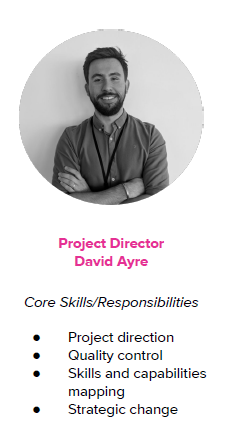 Project Director
David Ayre
Core Skills/Responsibilities
● Project direction
● Quality control
● Skills and capabilities
mapping
● Strategic change